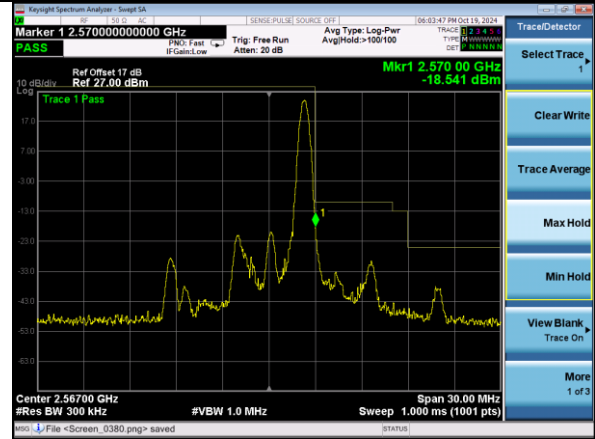 Keysight Spectrum Analyzer - Swept SA
RF 50 Ω AC SENSE:PULSE SOURCE OFF 06:03:47 PM Oct 19, 2024
Marker 1 2.570000000000 GHz
PASS
PNO: Fast
IFGain:Low
Trig: Free Run
Atten: 20 dB
Avg Type: Log-Pwr
Avg|Hold:>100/100
TRACE 1 2 3 4 5 6
TYPE MWWWWW
DET P NNNNN
Mkr1 2.570 00 GHz
-18.541 dBm
Ref Offset 17 dB
10 dB/div Ref 27.00 dBm
Log
Trace 1 Pass
17.0
7.00
-3.00
-13.0
-23.0
-33.0
-43.0
-53.0
-63.0
1
Center 2.56700 GHz Span 30.00 MHz
#Res BW 300 kHz #VBW 1.0 MHz Sweep 1.000 ms (1001 pts)
MSG File <Screen_0380.png> saved STATUS
Trace/Detector
Select Trace
1
Clear Write
Trace Average
Max Hold
Min Hold
View Blank
Trace On
More
1 of 3